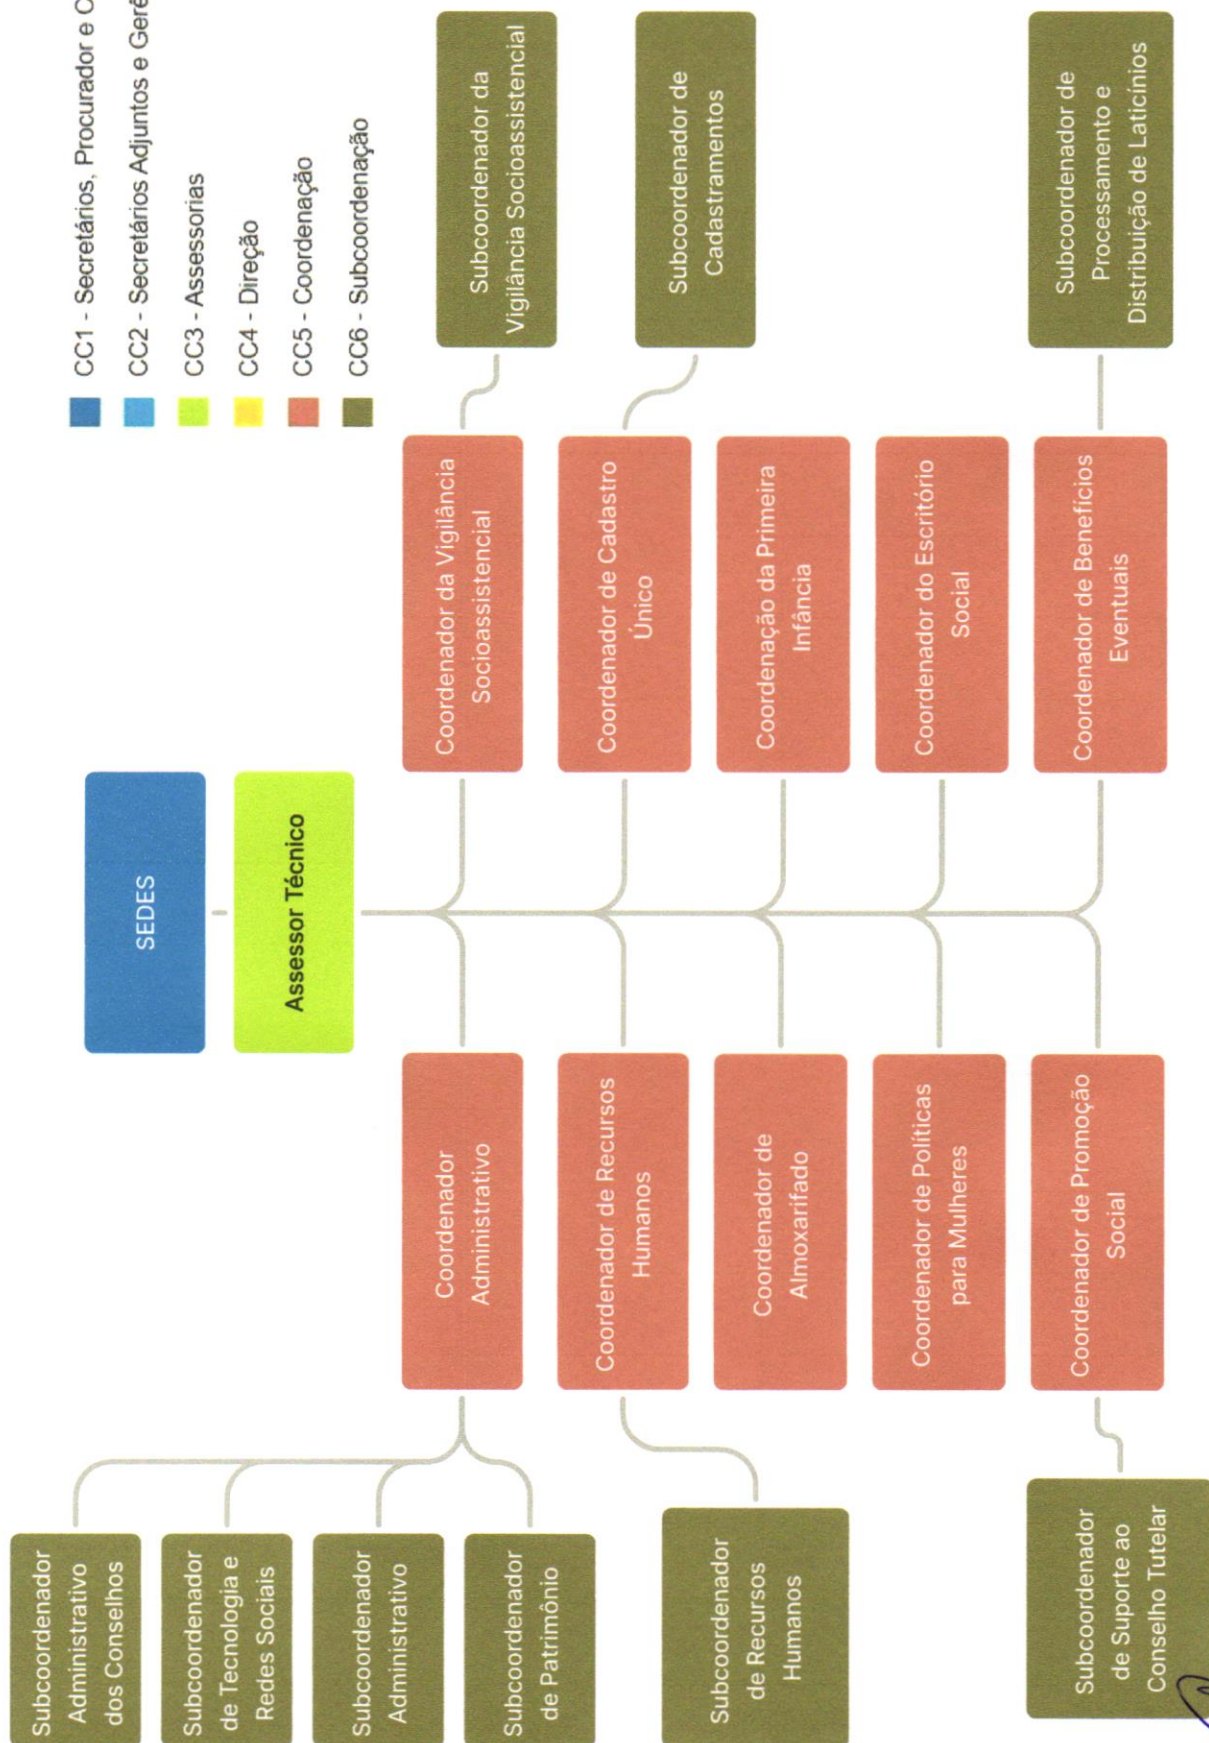 CC1 - Secretários, Procurador e
CC2 - Secretários Adjuntos e
CC3 - Assessorias
CC4 - Direção
CC5 - Coordenação
CC6 - Subcoordenação
SEDES
Assessor Técnico
Subcoordenador
Administrativo
dos Conselhos
Subcoordenador
de Tecnologia e
Redes Sociais
Subcoordenador
Administrativo
Subcoordenador
de Patrimônio
Coordenador
Administrativo
Coordenador da Vigilância
Socioassistencial
Subcoordenador da
Vigilância Socioassistencial
Subcoordenador
de Recursos
Humanos
Coordenador de Recursos
Humanos
Coordenador de Cadastro
Único
Subcoordenador de
Cadastramentos
Coordenador de
Almoxarifado
Coordenação da Primeira
Infância
Coordenador de Políticas
para Mulheres
Coordenador do Escritório
Social
Subcoordenador
de Suporte ao
Conselho Tutelar
Coordenador de Promoção
Social
Coordenador de Benefícios
Eventuais
Subcoordenador de
Processamento e
Distribuição de Laticínios